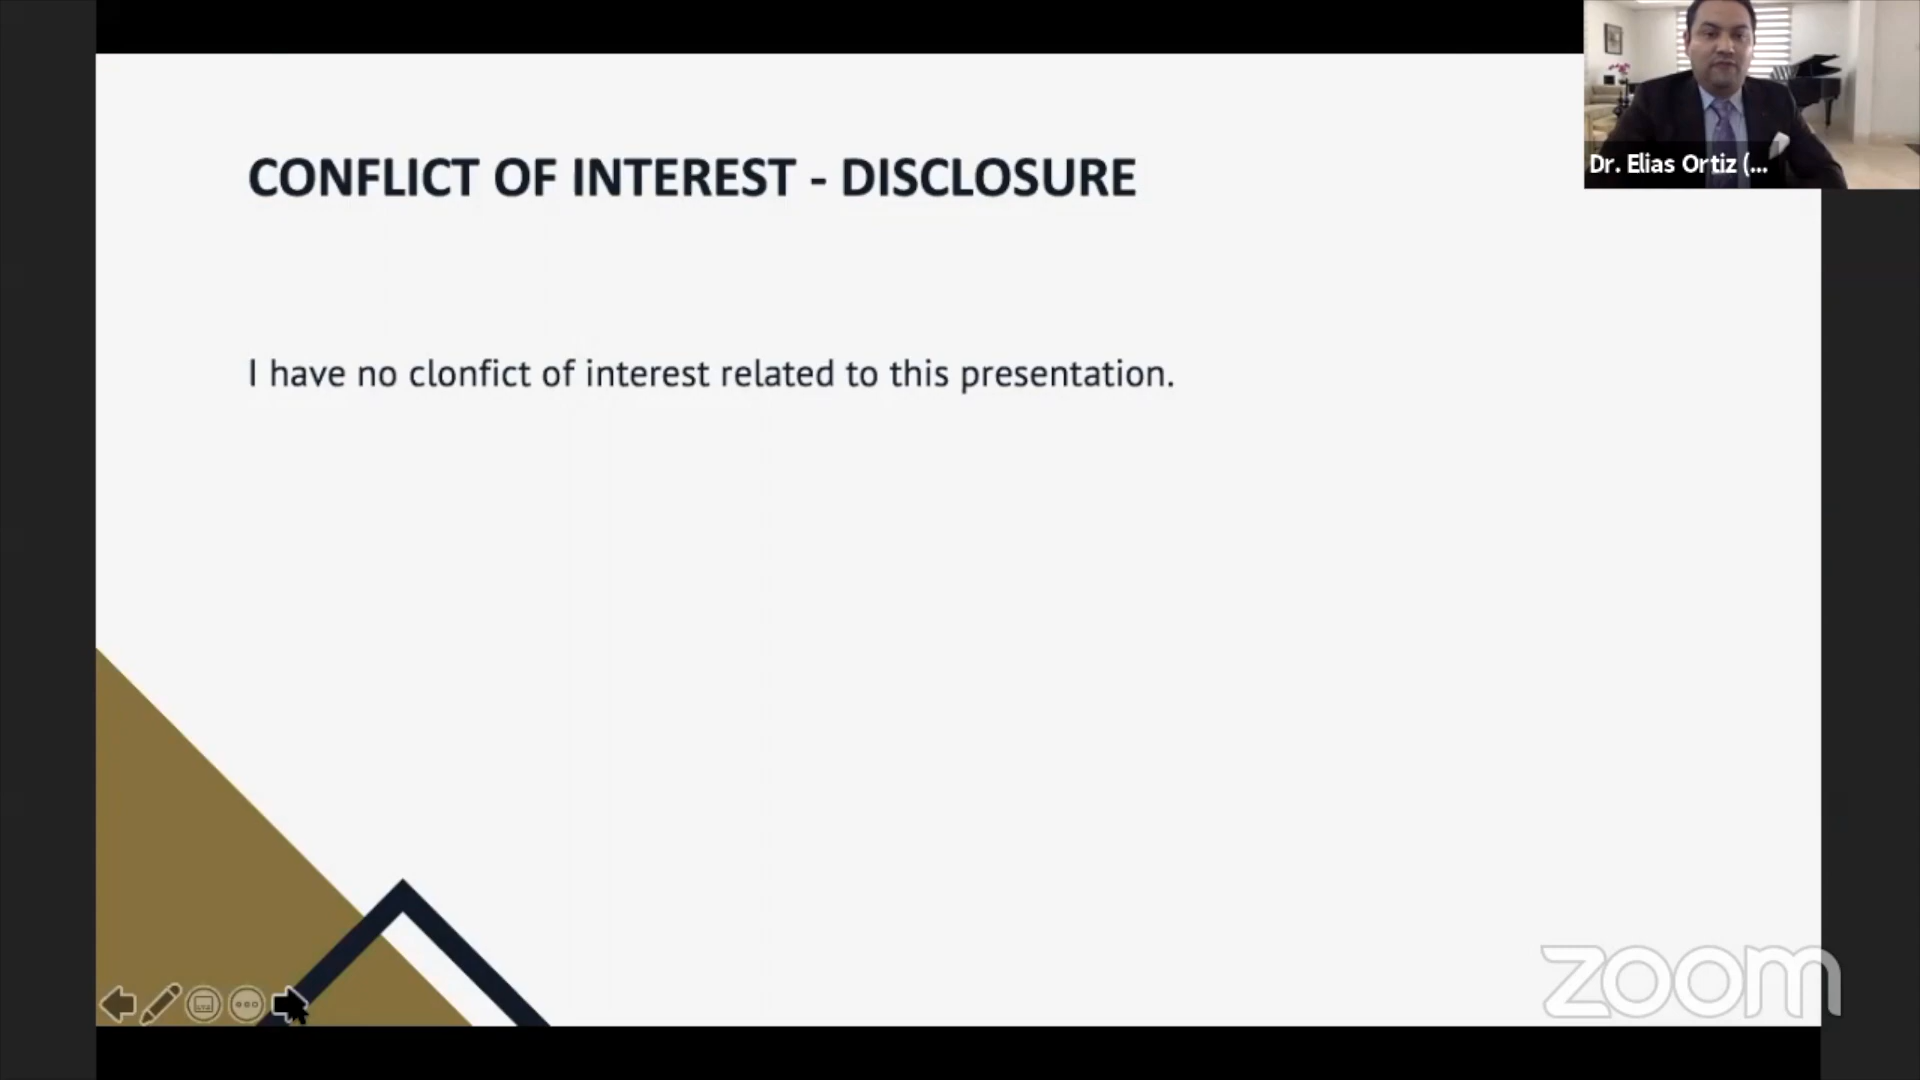 CONFLICT OF INTEREST - DISCLOSURE
Dr. Elias Ortiz (...
I have no clonfict of interest related to this presentation.
zoom